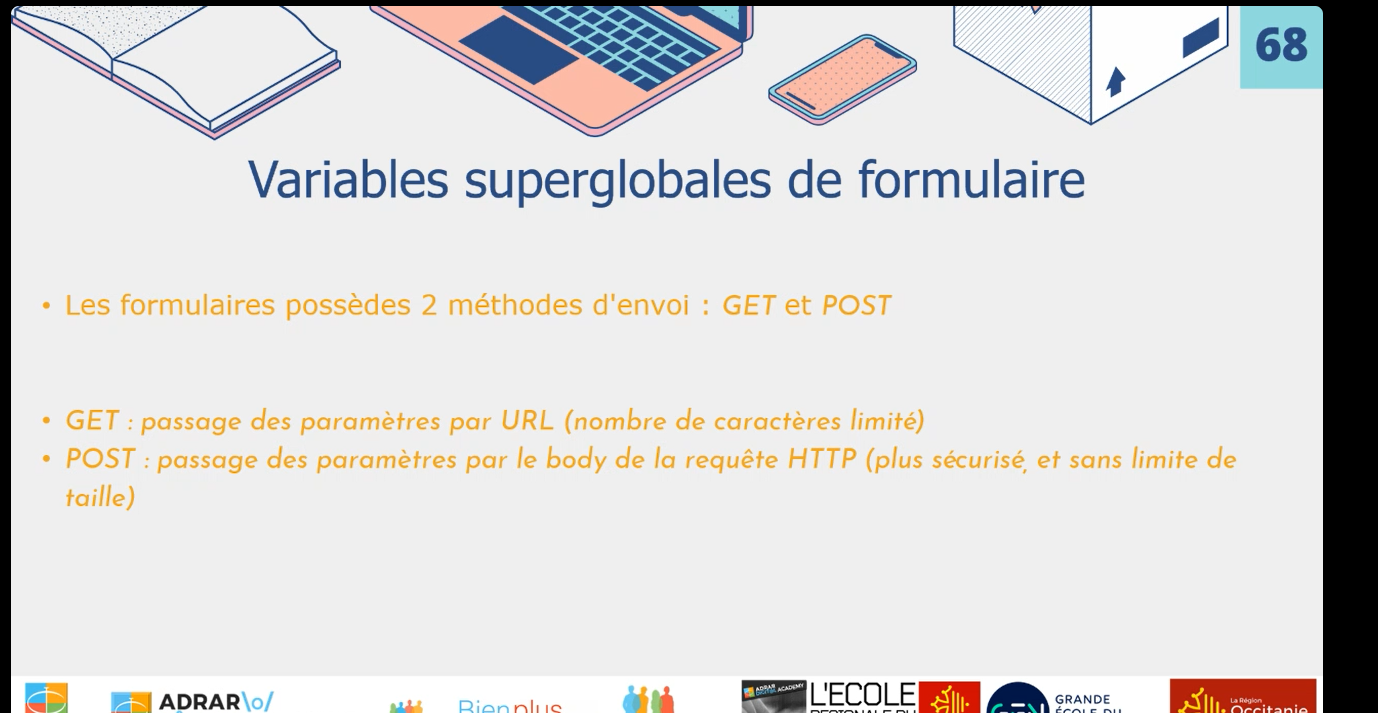 68
Variables superglobales de formulaire
• Les formulaires possèdes 2 méthodes d'envoi : GET et POST
• GET : passage des paramètres par URL (nombre de caractères limité)
• POST : passage des paramètres par le body de la requête HTTP (plus sécurisé, et sans limite de
taille)
ADRAR\o/
Bien plus
ADRAR
ACADEMY
L'ECOLE
REGIONALE DU
GRANDE
ÉCOLE DU
La Région
Occitanie